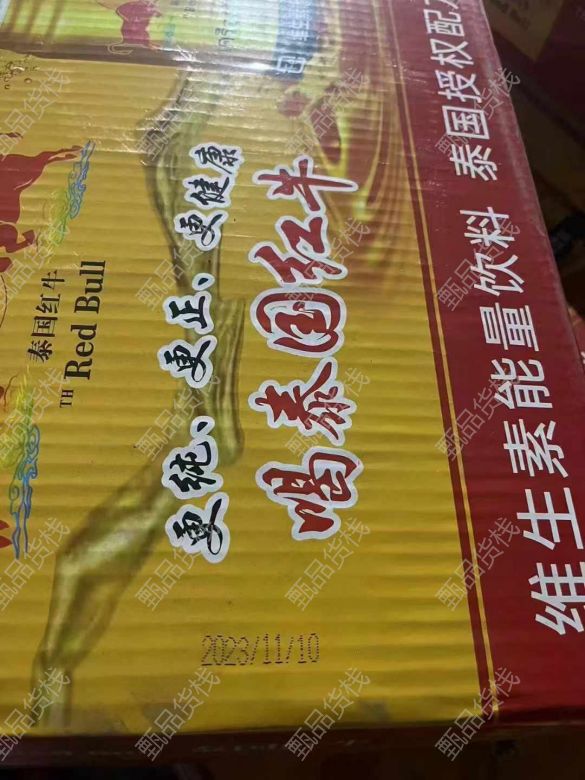 泰国红牛
TH Red Bull
更纯、更正、更健康
喝泰国红牛
2023/11/10
维生素能量饮料 泰国授权配
甄品货栈